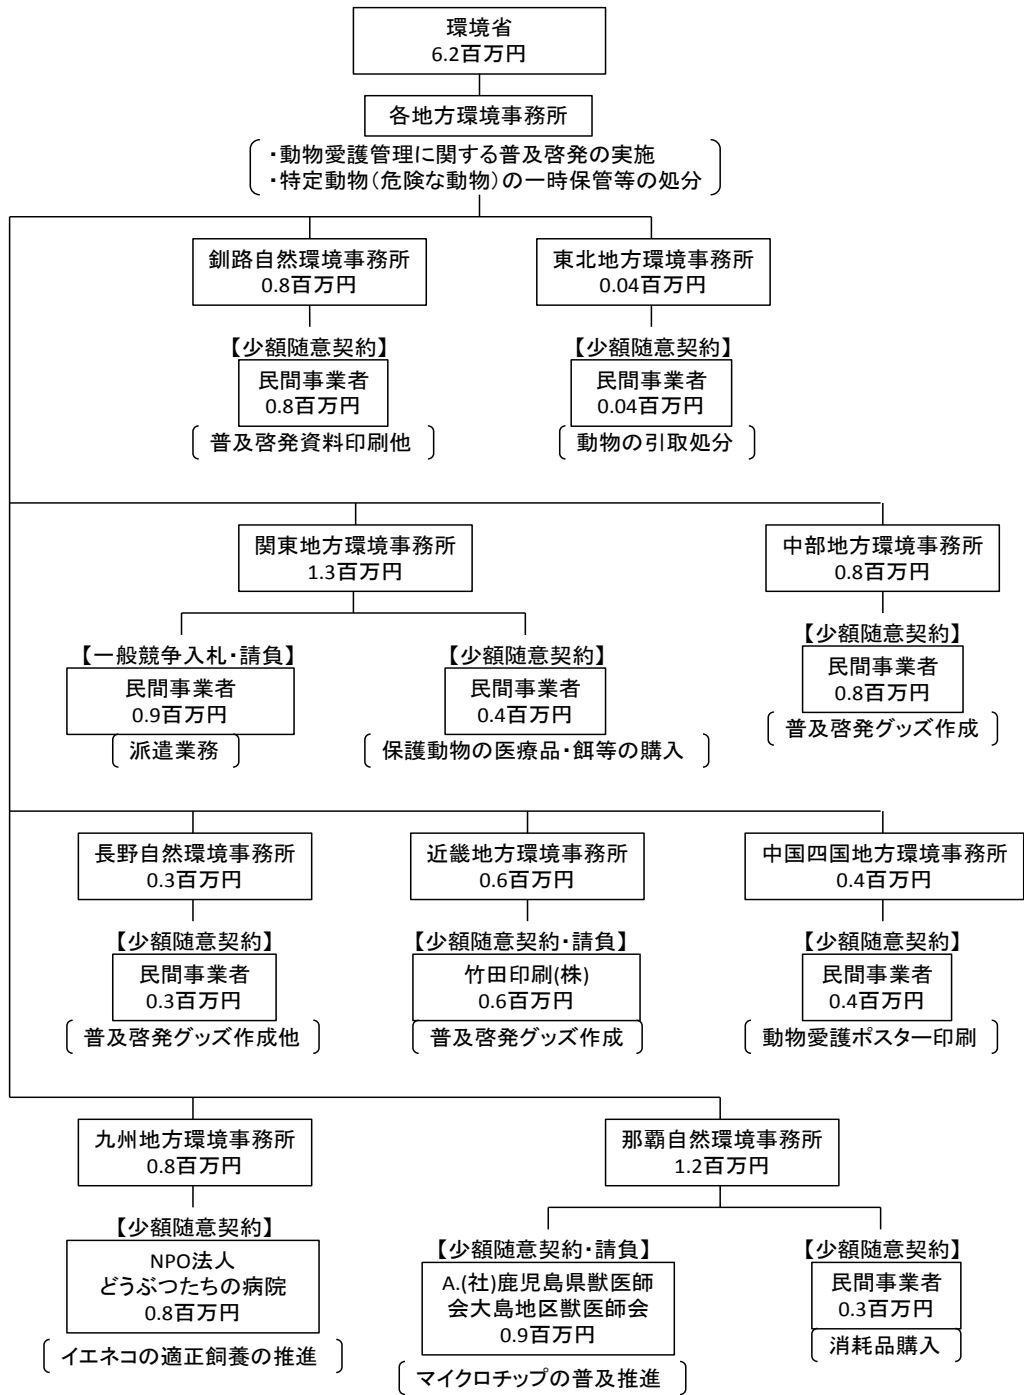 環境省
6.2百万円
各地方環境事務所
・動物愛護管理に関する普及啓発の実施
・特定動物(危険な動物)の一時保管等の処分
釧路自然環境事務所
0.8百万円
東北地方環境事務所
0.04百万円
【少額随意契約】
民間事業者
0.8百万円
普及啓発資料印刷他
【少額随意契約】
民間事業者
0.04百万円
動物の引取処分
関東地方環境事務所
1.3百万円
中部地方環境事務所
0.8百万円
【一般競争入札・請負】
民間事業者
0.9百万円
派遣業務
【少額随意契約】
民間事業者
0.4百万円
保護動物の医療品・餌等の購入
【少額随意契約】
民間事業者
0.8百万円
普及啓発グッズ作成
長野自然環境事務所
0.3百万円
近畿地方環境事務所
0.6百万円
中国四国地方環境事務所
0.4百万円
【少額随意契約】
民間事業者
0.3百万円
普及啓発グッズ作成他
【少額随意契約・請負】
竹田印刷(株)
0.6百万円
普及啓発グッズ作成
【少額随意契約】
民間事業者
0.4百万円
動物愛護ポスター印刷
九州地方環境事務所
0.8百万円
那覇自然環境事務所
1.2百万円
【少額随意契約】
NPO法人
どうぶつたちの病院
0.8百万円
イエネコの適正飼養の推進
【少額随意契約・請負】
A.(社)鹿児島県獣医師
会大島地区獣医師会
0.9百万円
マイクロチップの普及推進
【少額随意契約】
民間事業者
0.3百万円
消耗品購入